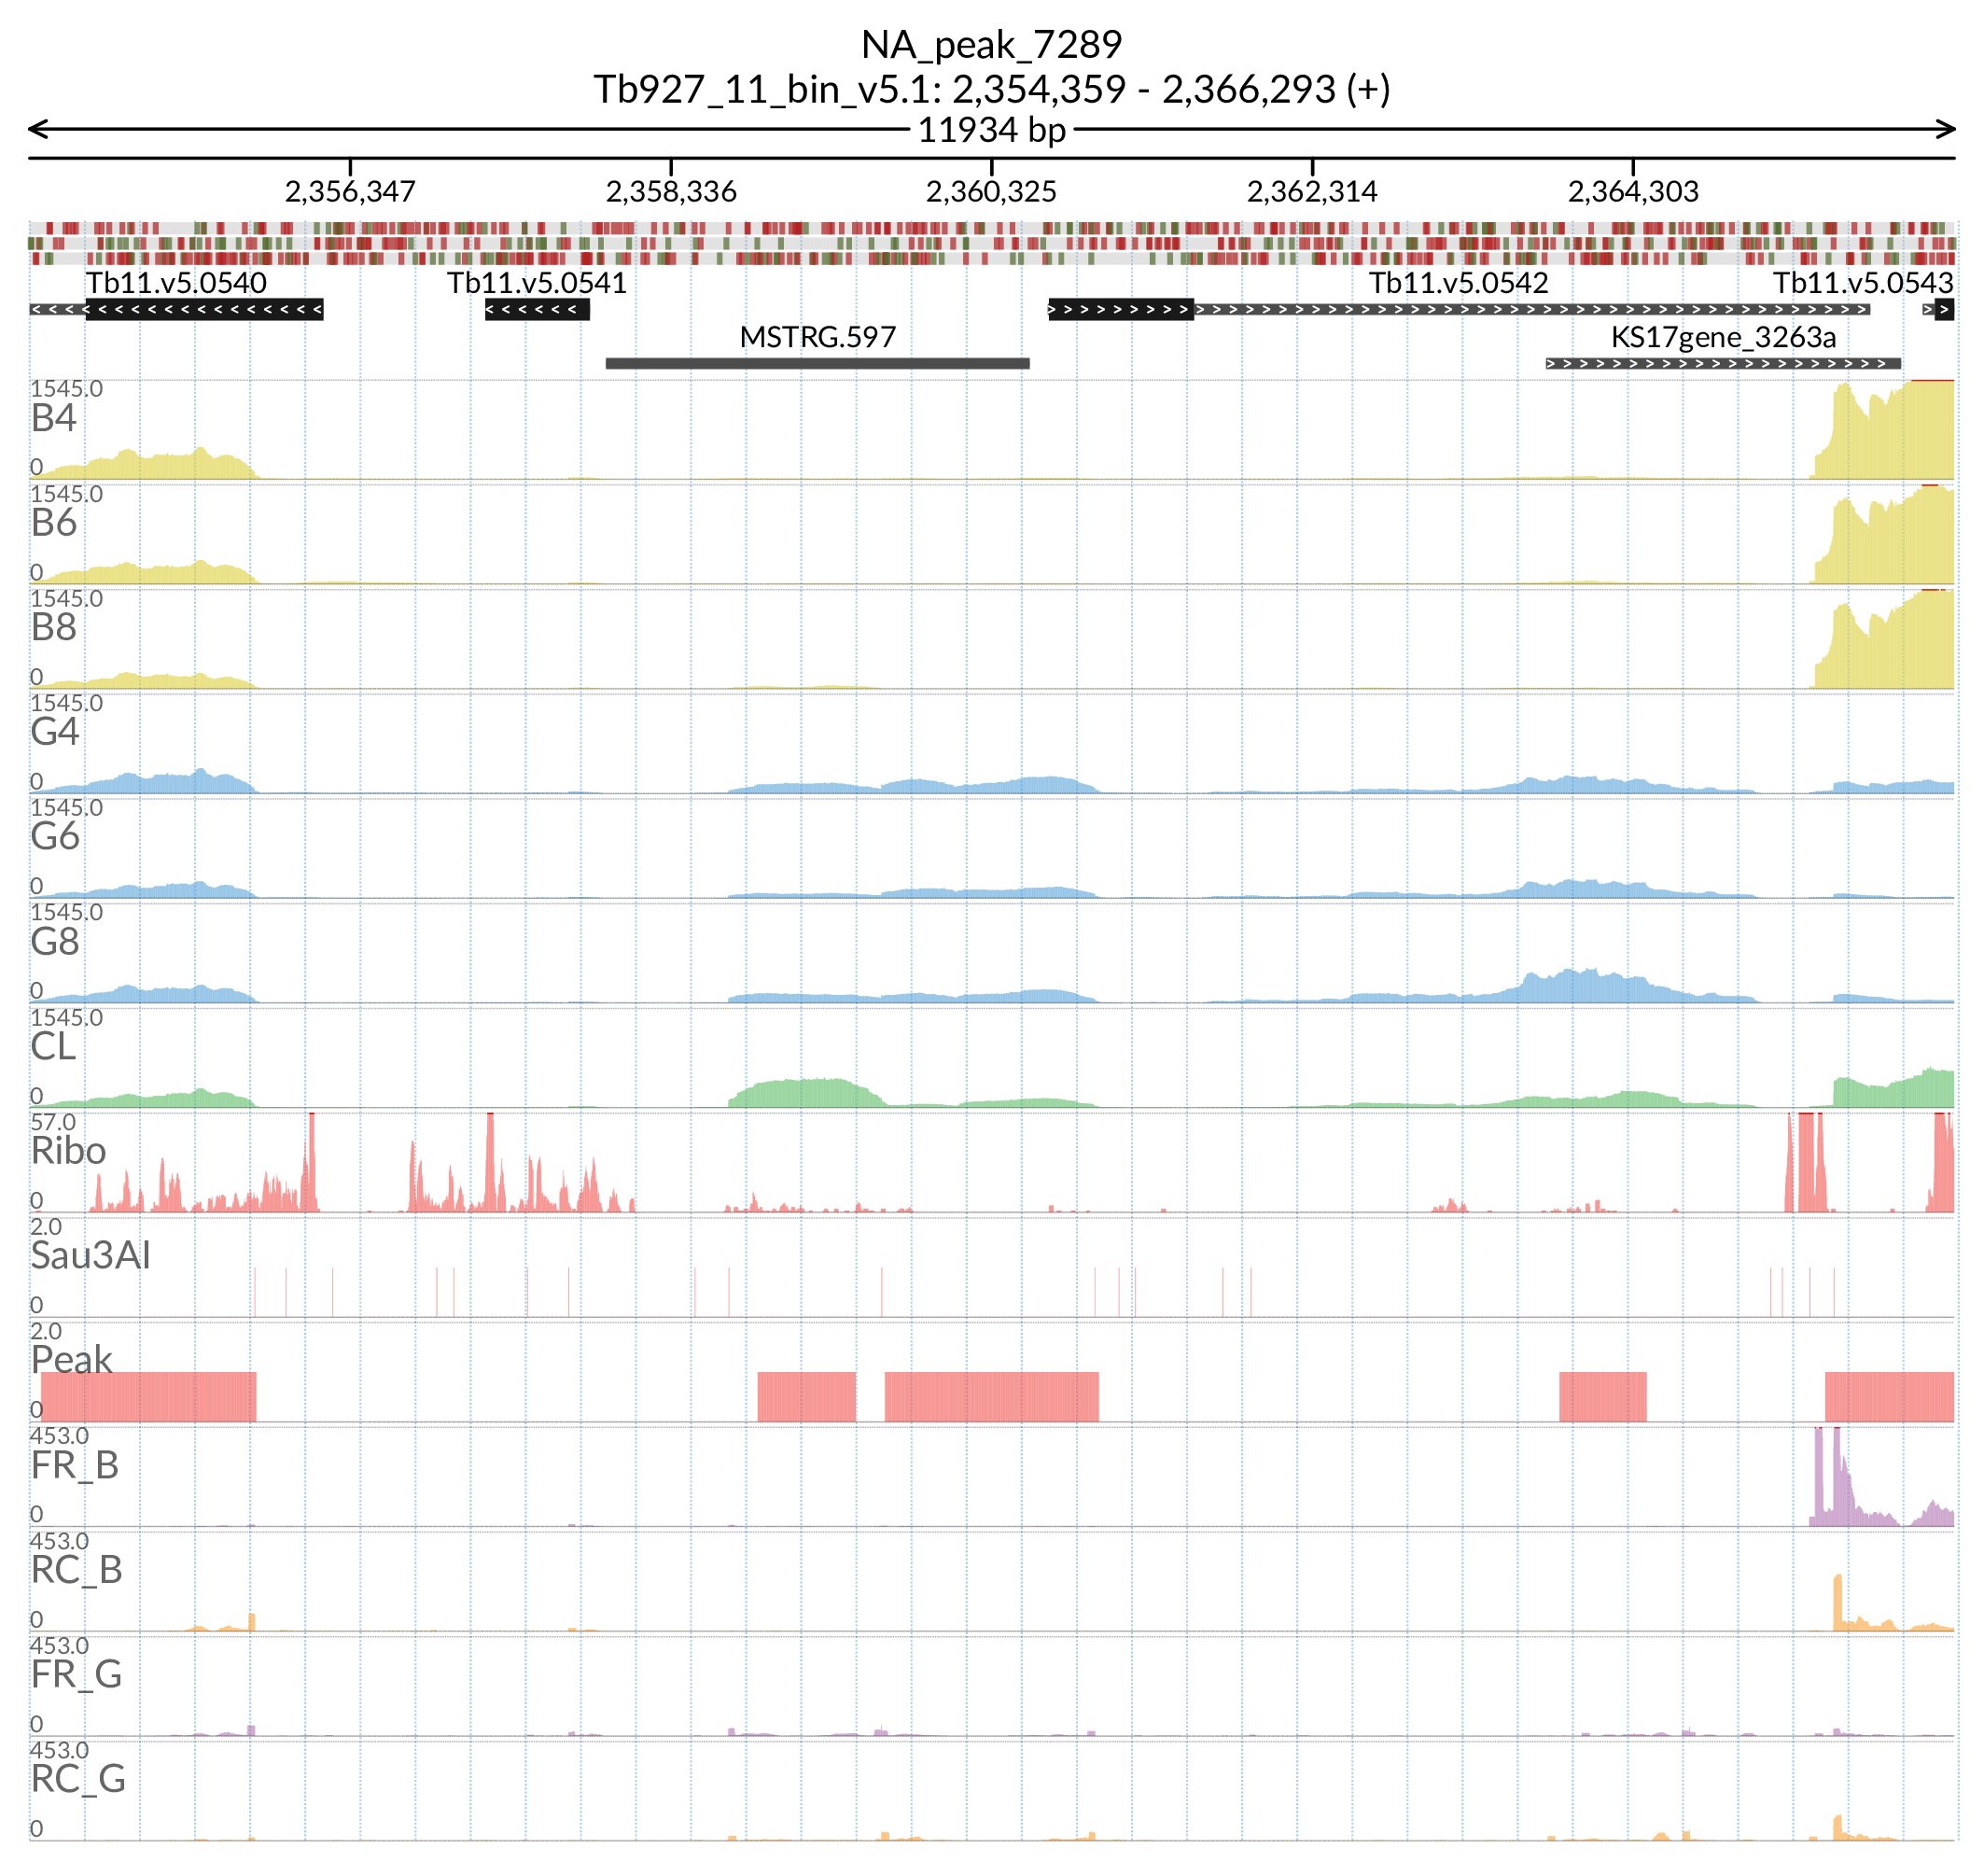 NA_peak_7289
Tb927_11_bin_v5.1: 2,354,359 - 2,366,293 (+)
11934 bp
2,356,347 2,358,336 2,360,325 2,362,314 2,364,303
Tb11.v5.0540 Tb11.v5.0541 Tb11.v5.0542 Tb11.v5.0543
MSTRG.597 KS17gene_3263a
1545.0
B4
0
1545.0
B6
0
1545.0
B8
0
1545.0
G4
0
1545.0
G6
0
1545.0
G8
0
1545.0
CL
0
57.0
Ribo
0
2.0
Sau3AI
0
2.0
Peak
0
453.0
FR_B
0
453.0
RC_B
0
453.0
FR_G
0
453.0
RC_G
0